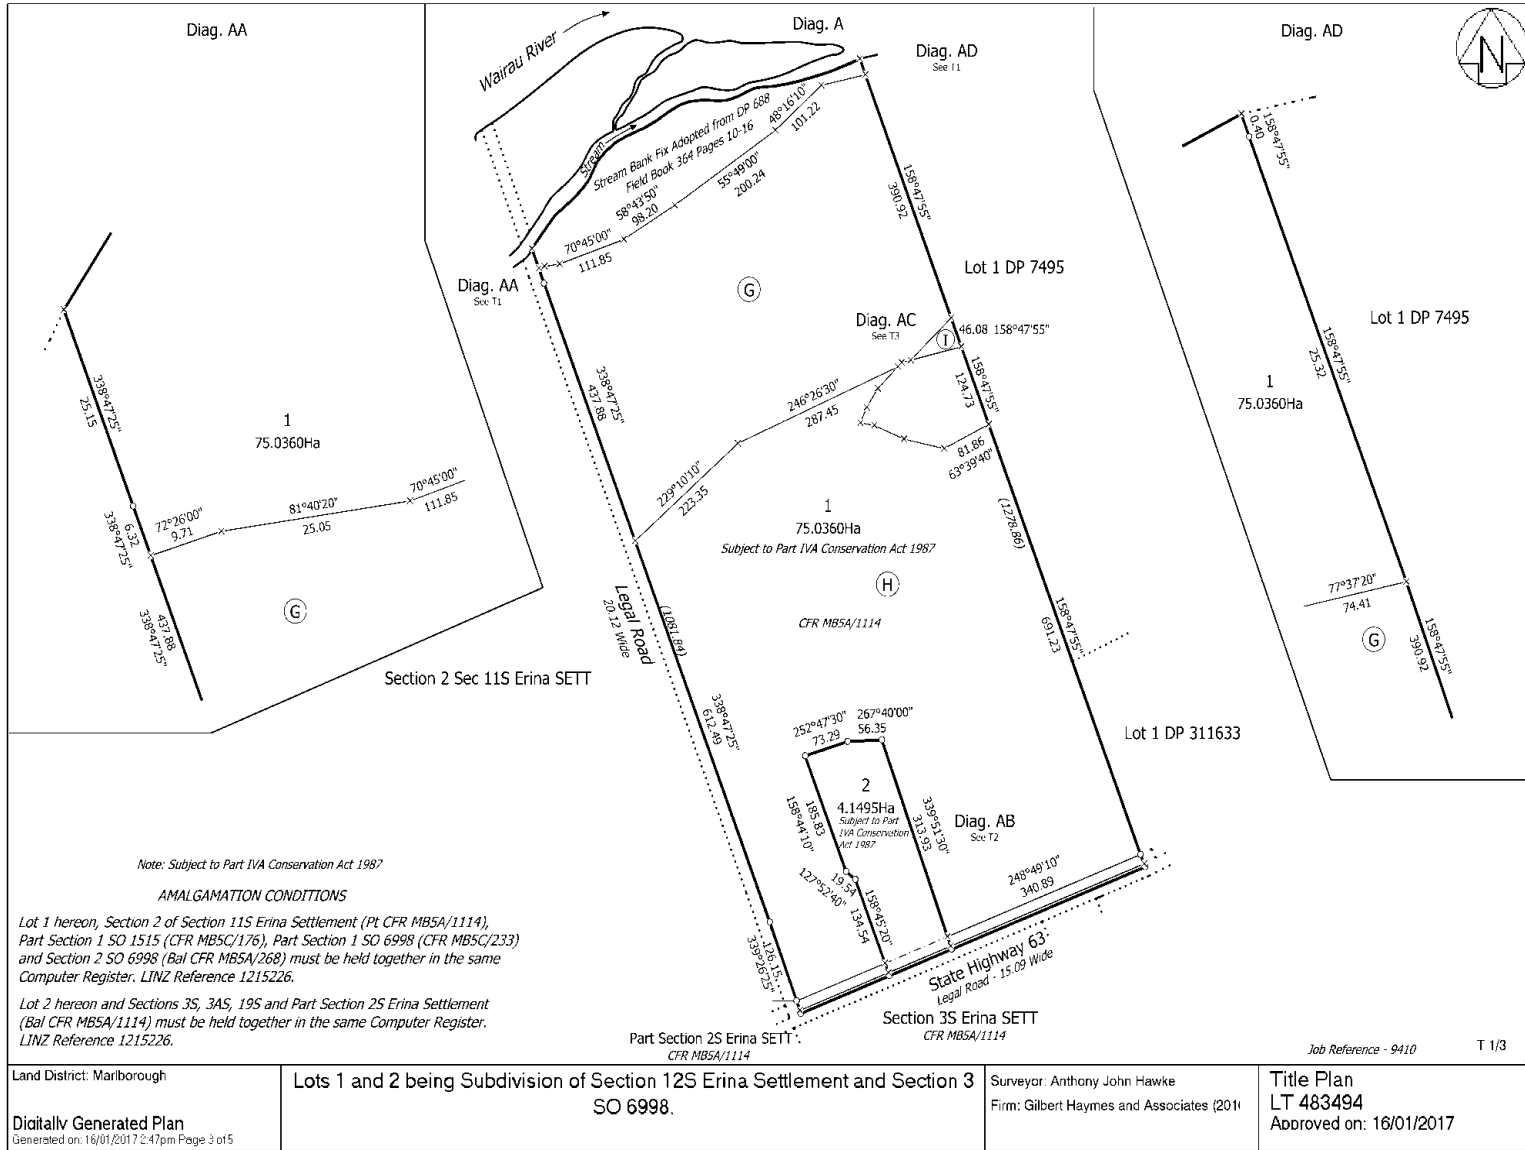 Diag. AA
Wairau River
Diag. A
Diag. AD
See T1
Diag. AD
N
Stream
Stream Bank Fix Adopted from DP 688
Field Book 364 Pages 10-16
48°16'10"
101.22
55°49'00"
200.24
58°43'50"
98.20
70°45'00"
111.85
158°47'55"
390.92
158°47'55"
0.40
Diag. AA
See T1
G
Lot 1 DP 7495
Diag. AC
See T3
I
46.08 158°47'55"
158°47'55"
124.73
Lot 1 DP 7495
158°47'55"
25.32
1
75.0360Ha
338°47'25"
25.15
1
75.0360Ha
338°47'25"
437.88
246°26'30"
287.45
81.86
63°39'40"
70°45'00"
111.85
81°40'20"
25.05
72°26'00"
9.71
6.32
338°47'25"
229°10'10"
223.35
1
75.0360Ha
Subject to Part IVA Conservation Act 1987
(1278.86)
H
CFR MB5A/1114
77°37'20"
74.41
G
158°47'55"
390.92
437.88
338°47'25"
G
Legal Road
20.12 Wide
(1081.84)
158°47'55"
691.23
Section 2 Sec 11S Erina SETT
338°47'25"
612.49
252°47'30"
73.29
267°40'00"
56.35
Lot 1 DP 311633
2
4.1495Ha
Subject to Part
IVA Conservation
Act 1987
185.83
158°44'10"
339°51'30"
313.93
Diag. AB
See T2
19.54
127°52'40"
158°45'20"
134.54
248°49'10"
340.89
126.15
339°26'25"
State Highway 63
Legal Road - 15.09 Wide
Section 3S Erina SETT
CFR MB5A/1114
Part Section 2S Erina SETT
CFR MB5A/1114
Note: Subject to Part IVA Conservation Act 1987
AMALGAMATION CONDITIONS
Lot 1 hereon, Section 2 of Section 11S Erina Settlement (Pt CFR MB5A/1114),
Part Section 1 SO 1515 (CFR MB5C/176), Part Section 1 SO 6998 (CFR MB5C/233)
and Section 2 SO 6998 (Bal CFR MB5A/268) must be held together in the same
Computer Register. LINZ Reference 1215226.
Lot 2 hereon and Sections 3S, 3AS, 19S and Part Section 2S Erina Settlement
(Bal CFR MB5A/1114) must be held together in the same Computer Register.
LINZ Reference 1215226.
Job Reference - 9410
T 1/3
Land District: Marlborough
Digitally Generated Plan
Generated on: 16/01/2017 2:47pm Page 3 of 5
Lots 1 and 2 being Subdivision of Section 12S Erina Settlement and Section 3
SO 6998.
Surveyor: Anthony John Hawke
Firm: Gilbert Haymes and Associates (201
Title Plan
LT 483494
Approved on: 16/01/2017